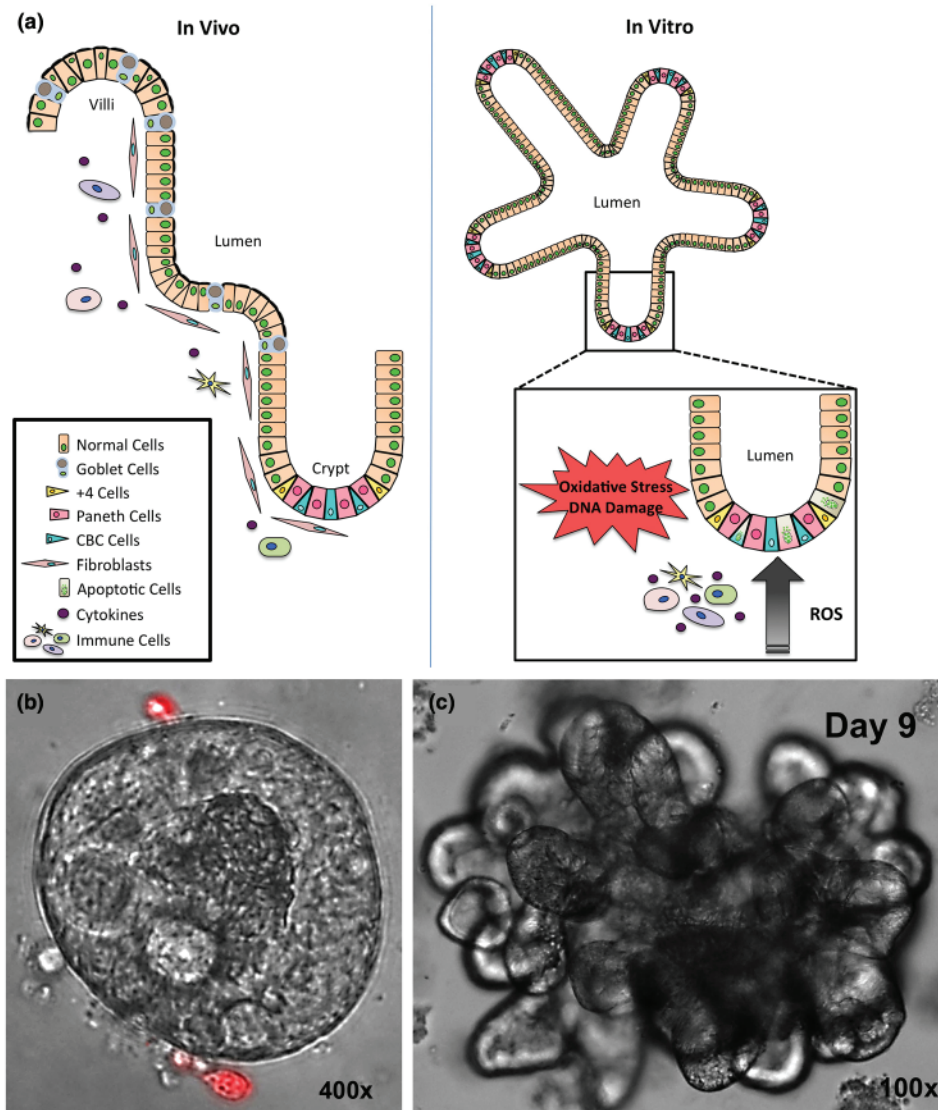 (a)
In Vivo
In Vitro
Villi
Lumen
Lumen
Crypt
Normal Cells
Goblet Cells
+4 Cells
Paneth Cells
CBC Cells
Fibroblasts
Apoptotic Cells
Cytokines
Immune Cells
Lumen
Oxidative Stress
DNA Damage
ROS
(b)
400x
(c)
Day 9
100x